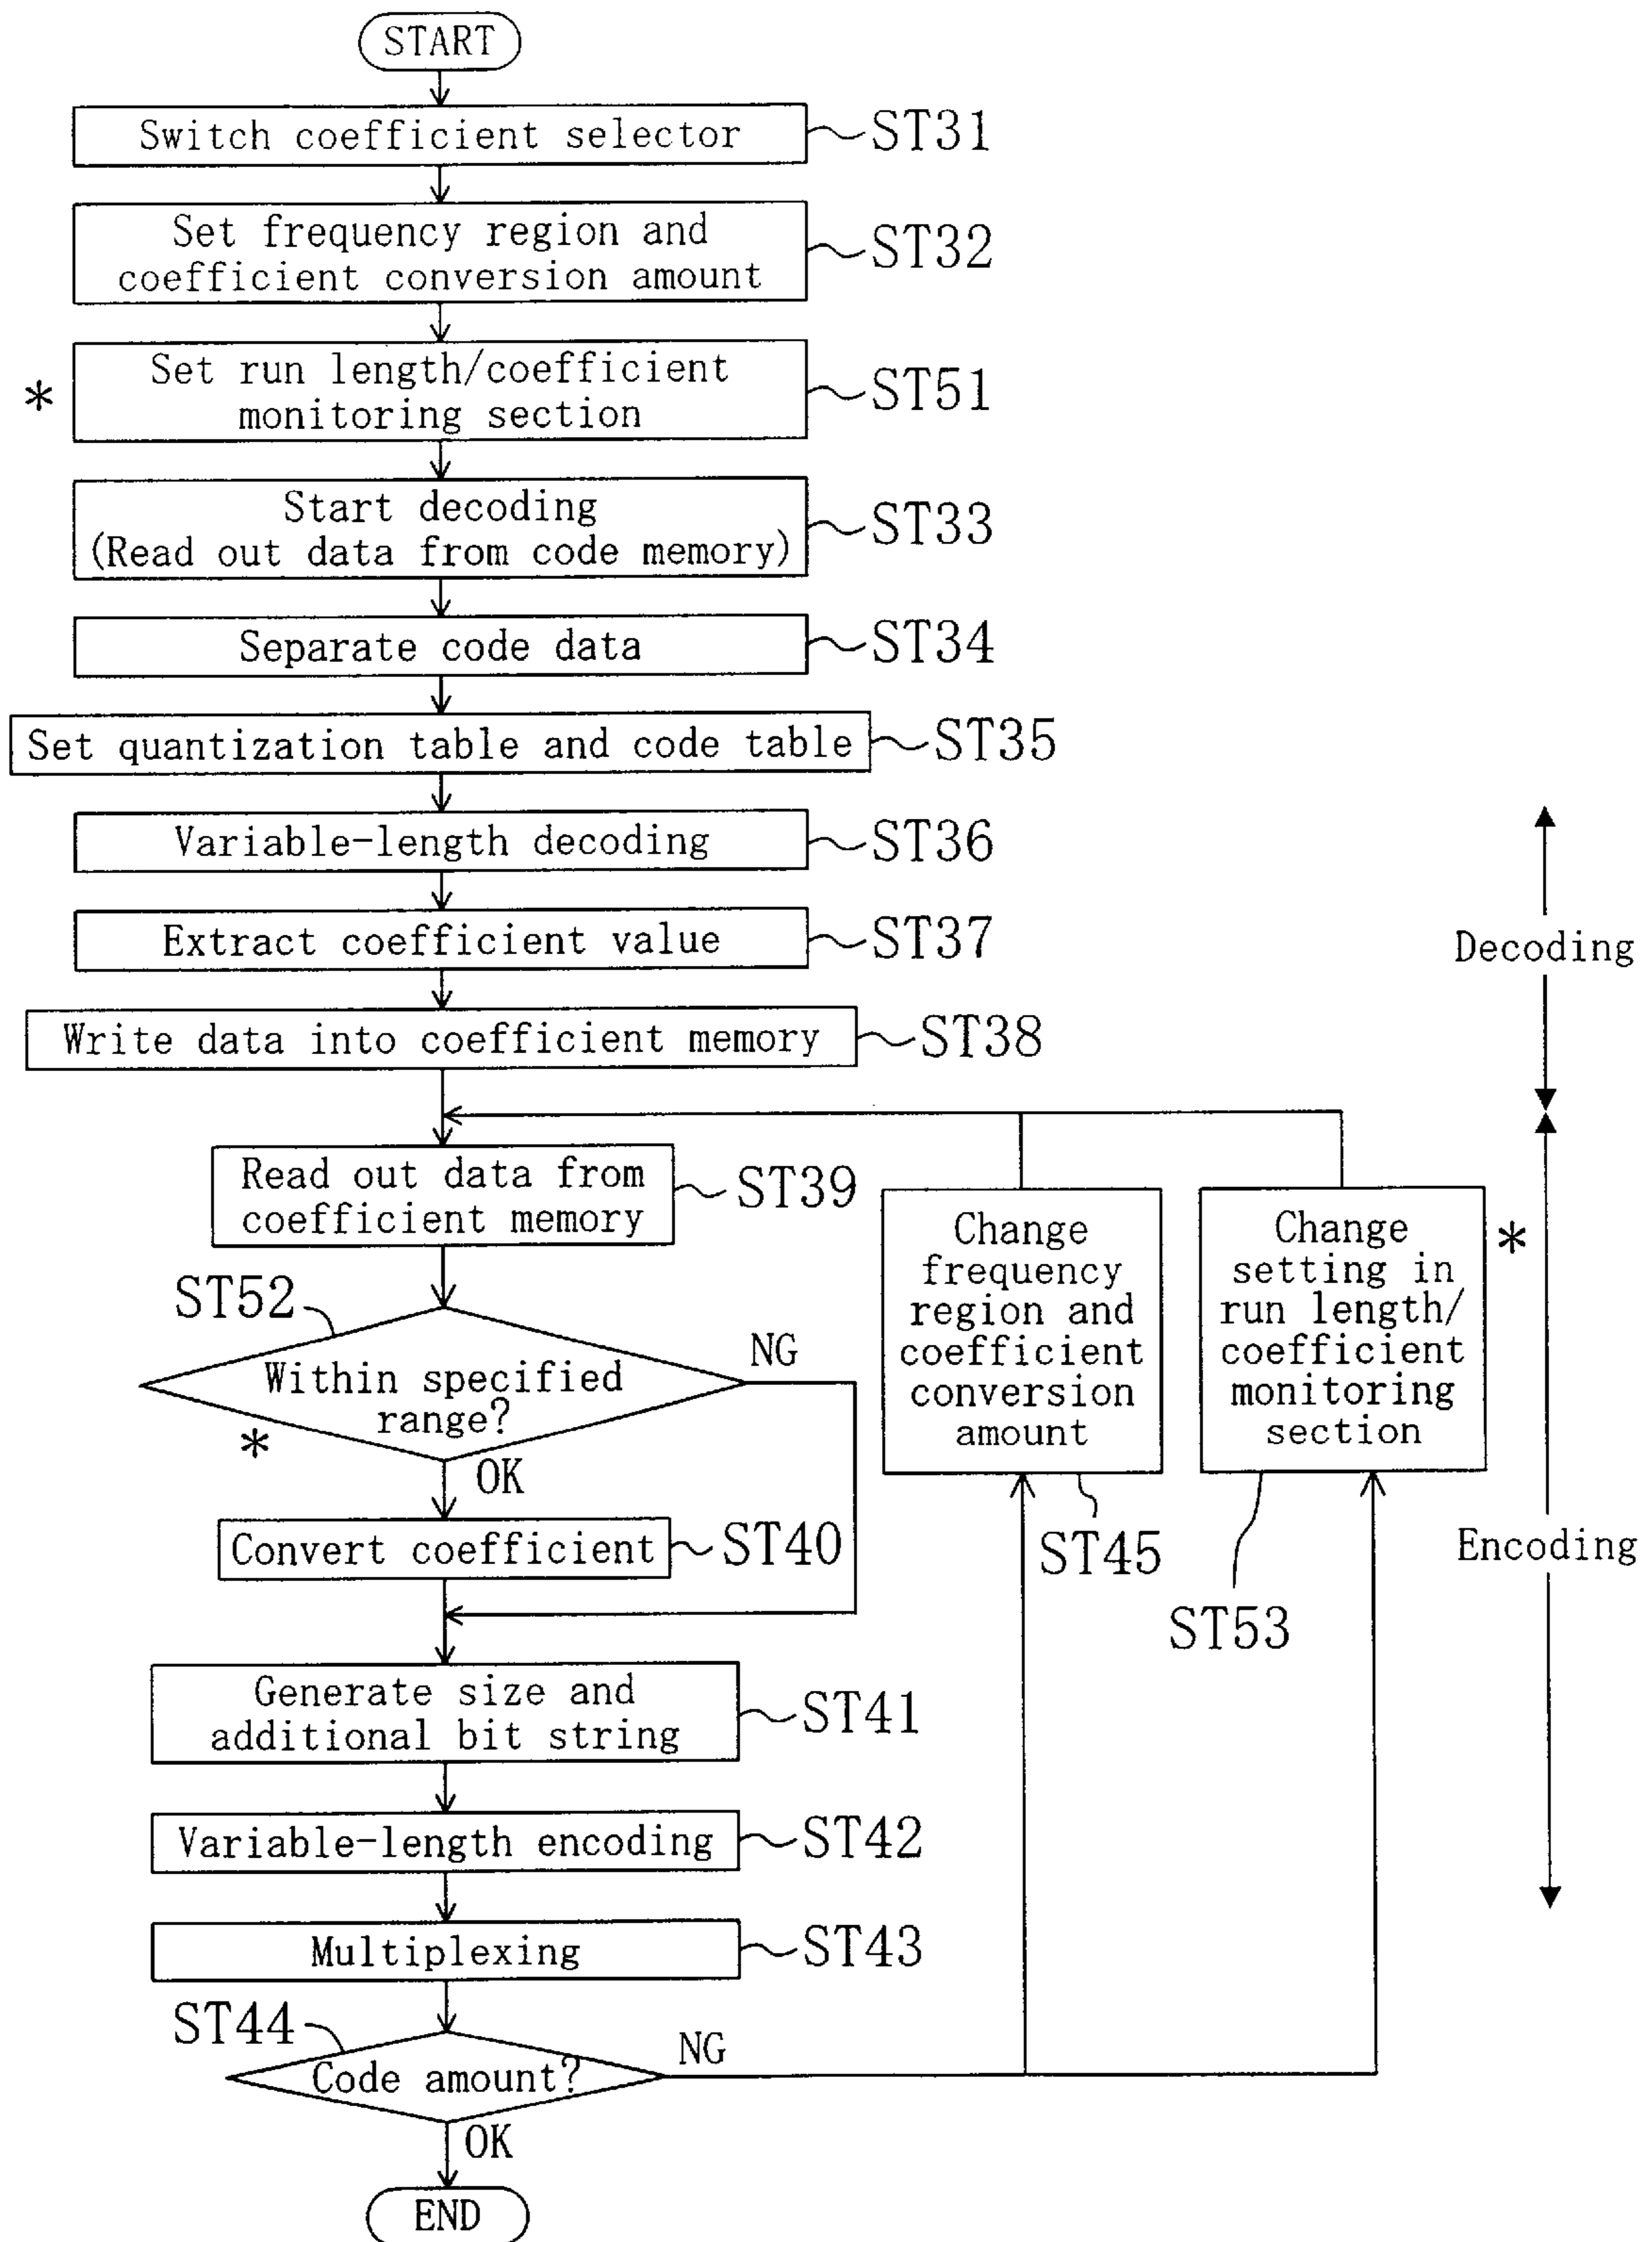 START
Switch coefficient selector
ST31
Set frequency region and
coefficient conversion amount
ST32
*
Set run length/coefficient
monitoring section
ST51
Start decoding
(Read out data from code memory)
ST33
Separate code data
ST34
Set quantization table and code table
ST35
Variable-length decoding
ST36
Extract coefficient value
ST37
Decoding
Write data into coefficient memory
ST38
Read out data from
coefficient memory
ST39
ST52
Within specified
range?
*
NG
OK
Change
frequency
region and
coefficient
conversion
amount
ST45
Change
setting in
run length/
coefficient
monitoring
section
*
ST53
Encoding
Convert coefficient
ST40
Generate size and
additional bit string
ST41
Variable-length encoding
ST42
Multiplexing
ST43
ST44
Code amount?
NG
OK
END